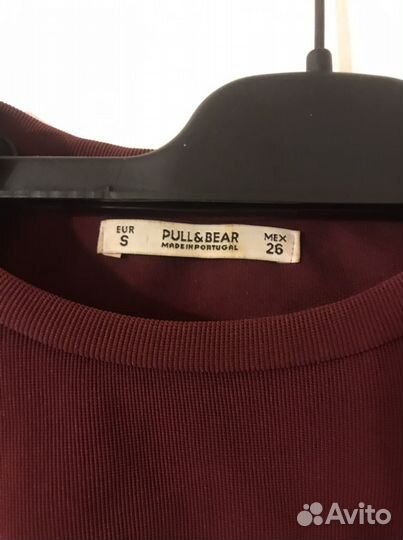 EUR
S
PULL&BEAR
MADE IN PORTUGAL
MEX
26
Avito